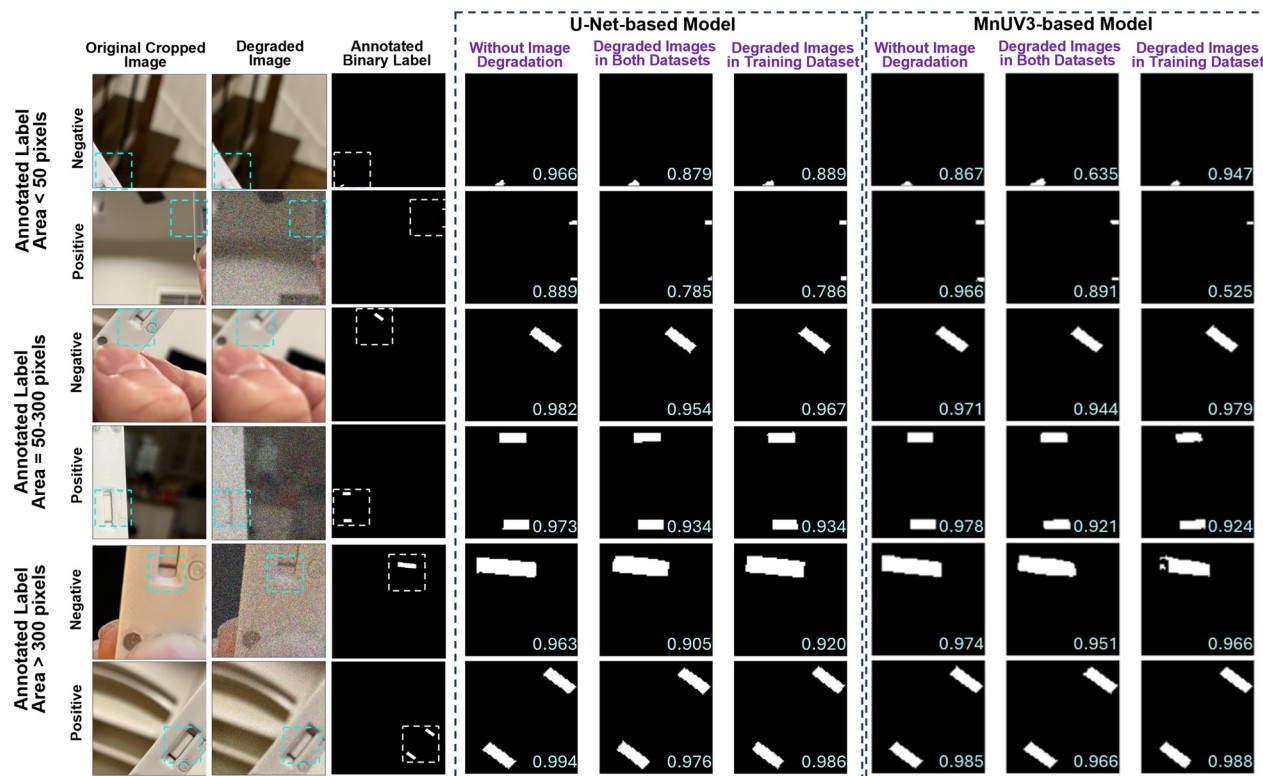 U-Net-based Model
MnUV3-based Model
Original Cropped
Image
Degraded
Image
Annotated
Binary Label
Without Image
Degradation
Degraded Images
in Both Datasets
Degraded Images
in Training Dataset
Without Image
Degradation
Degraded Images
in Both Datasets
Degraded Images
in Training Dataset
Annotated Label
Area < 50 pixels
Negative
0.966
0.879
0.889
0.867
0.635
0.947
Positive
0.889
0.785
0.786
0.966
0.891
0.525
Annotated Label
Area = 50-300 pixels
Negative
0.982
0.954
0.967
0.971
0.944
0.979
Positive
0.973
0.934
0.934
0.978
0.921
0.924
Annotated Label
Area > 300 pixels
Negative
0.963
0.905
0.920
0.974
0.951
0.966
Positive
0.994
0.976
0.986
0.985
0.966
0.988